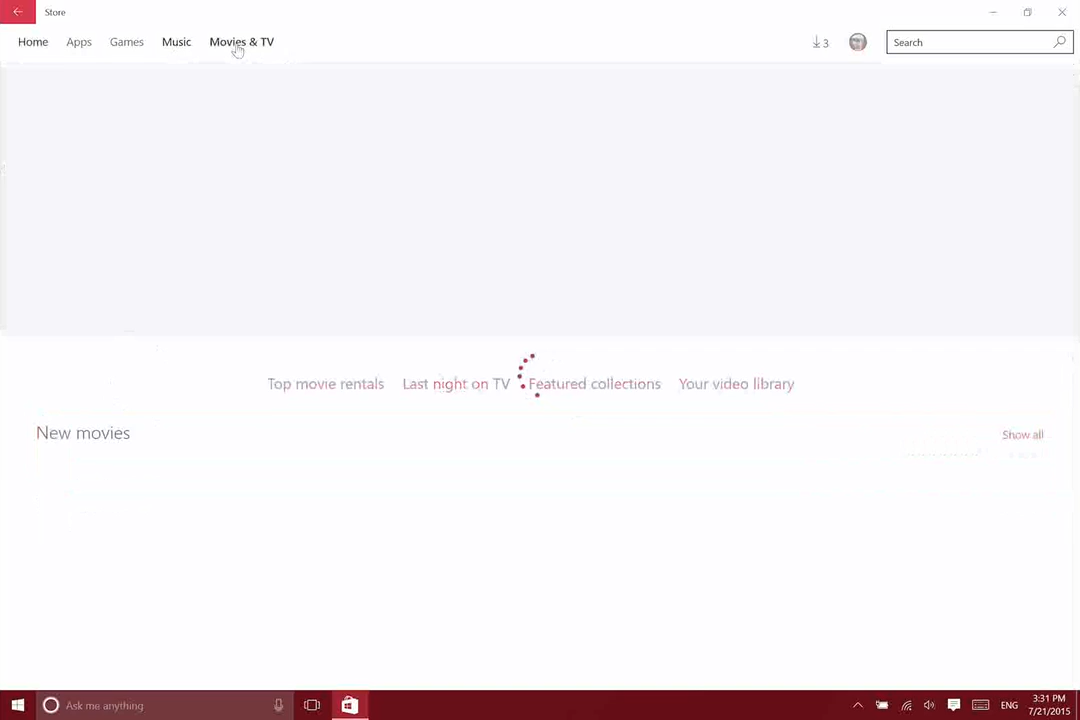 Store
Home Apps Games Music Movies & TV 3 Search
Top movie rentals Last night on TV Featured collections Your video library
New movies Show all
Ask me anything ENG 3:31 PM
7/21/2015